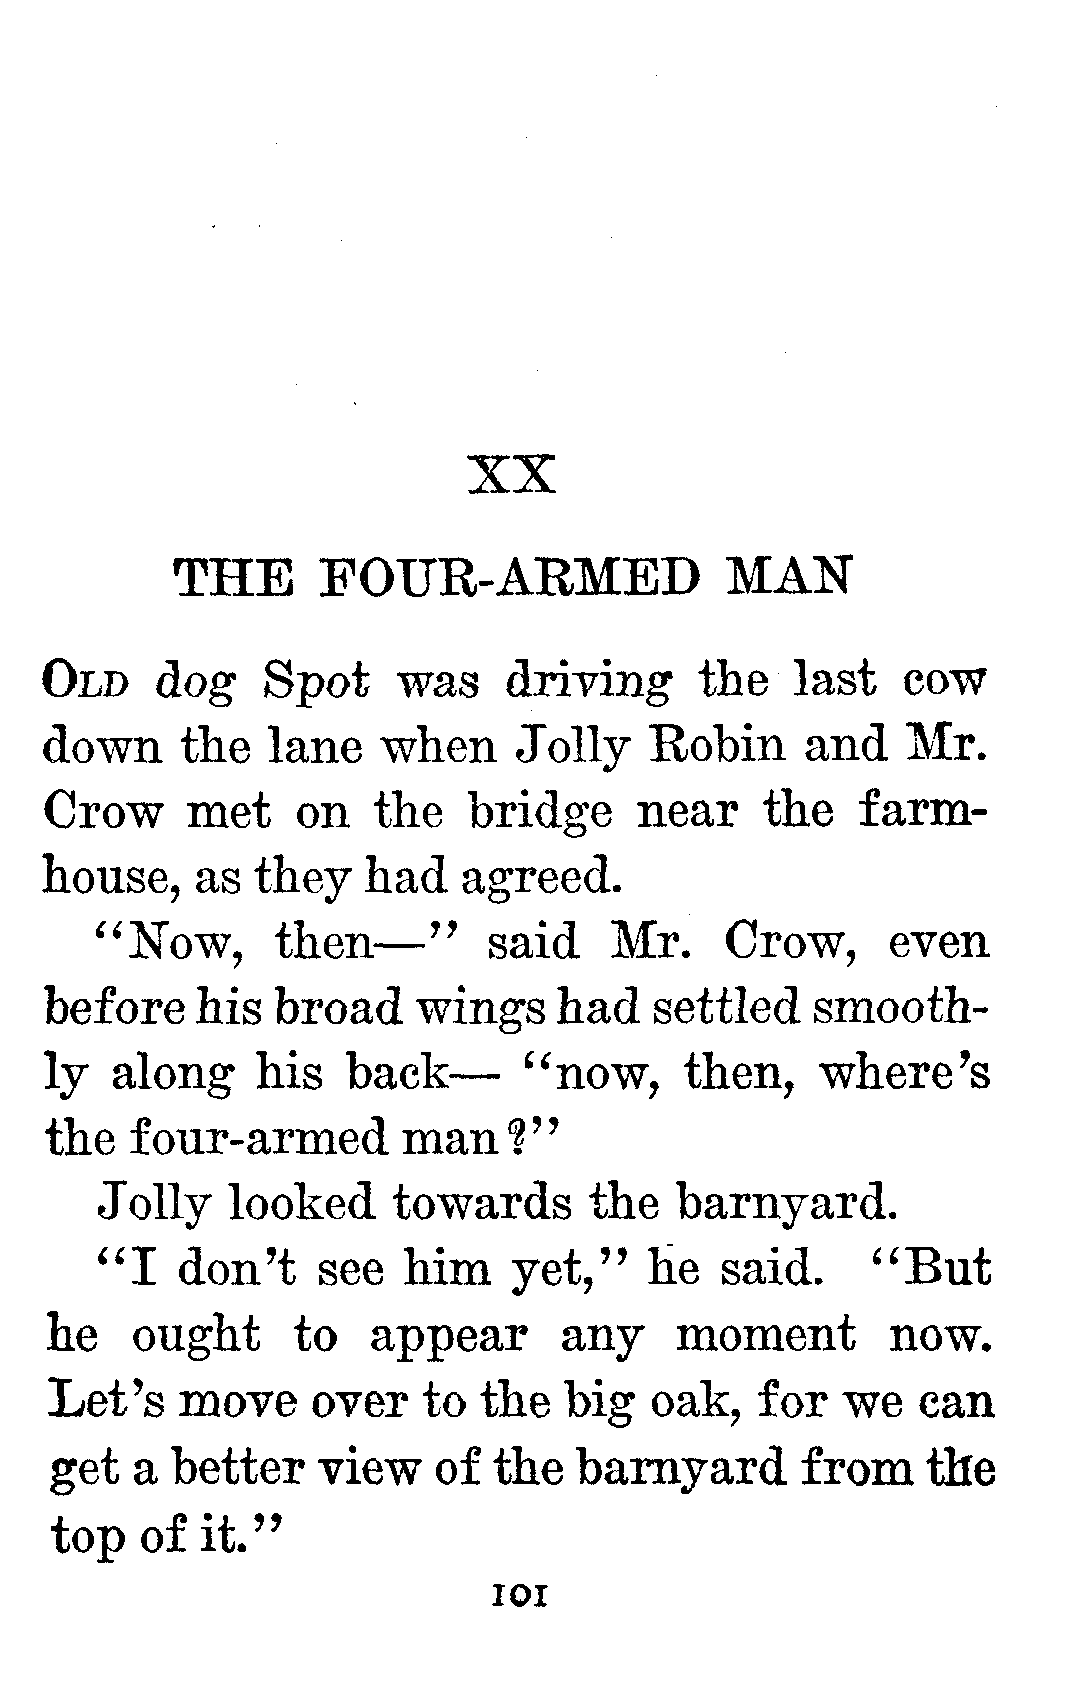 XX
THE FOUR-ARMED MAN
OLD dog Spot was driving the last cow
down the lane when Jolly Robin and Mr.
Crow met on the bridge near the farm-
house, as they had agreed.
“Now, then—” said Mr. Crow, even
before his broad wings had settled smooth-
ly along his back— “now, then, where’s
the four-armed man?”
Jolly looked towards the barnyard.
“I don’t see him yet,” he said. “But
he ought to appear any moment now.
Let’s move over to the big oak, for we can
get a better view of the barnyard from the
top of it.”
101